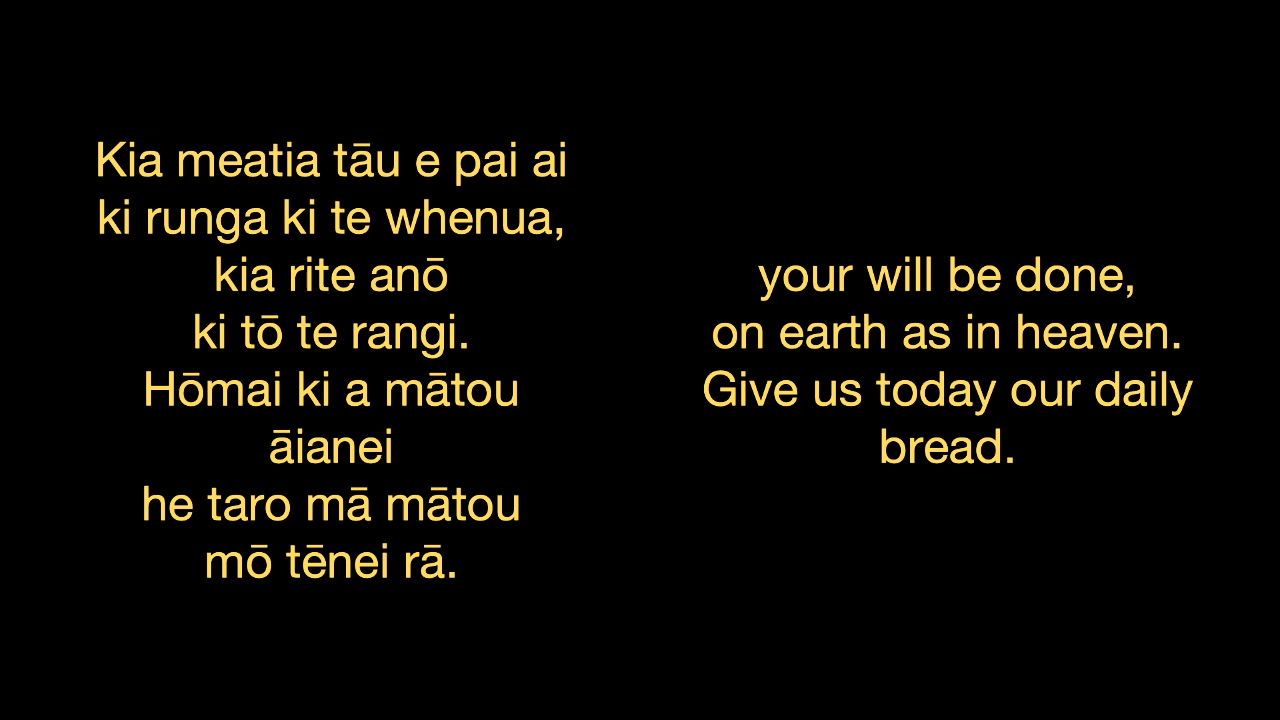 Kia meatia tāu e pai ai
ki runga ki te whenua,
kia rite anō
ki tō te rangi.
Hōmai ki a mātou
āianei
he taro mā mātou
mō tēnei rā.
your will be done,
on earth as in heaven.
Give us today our daily
bread.